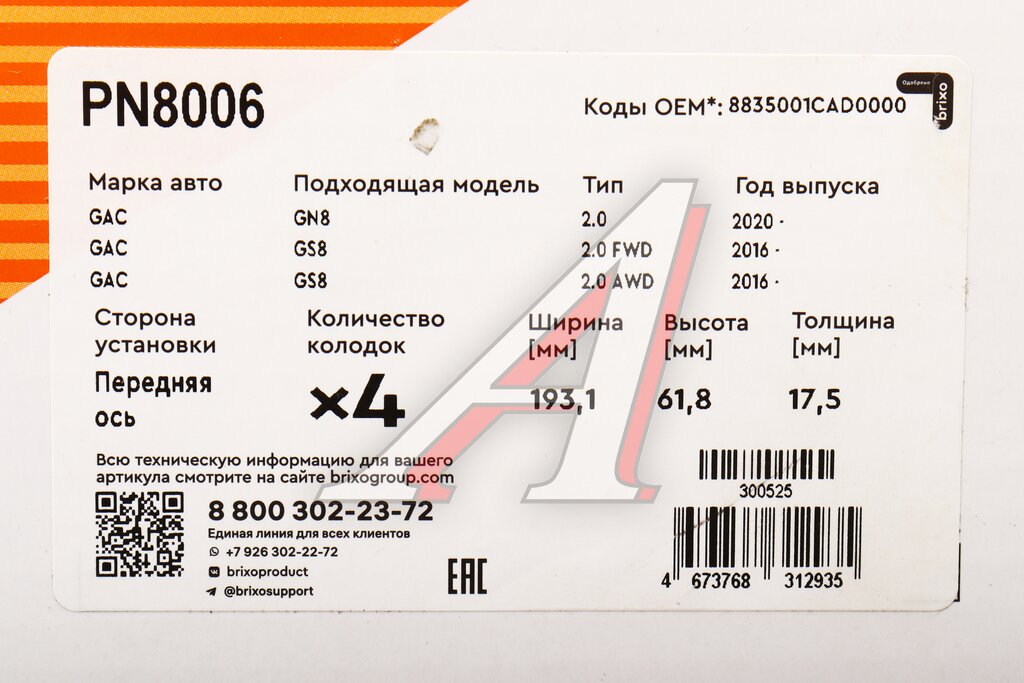 PN8006
Коды OEM*: 8835001CAD0000
Одобрено
brixo
Марка авто Подходящая модель Тип Год выпуска
GAC GN8 2.0 2020 -
GAC GS8 2.0 FWD 2016 -
GAC GS8 2.0 AWD 2016 -
Сторона установки Количество колодок Ширина [мм] Высота [мм] Толщина [мм]
Передняя ось ×4 193,1 61,8 17,5
Всю техническую информацию для вашего
артикула смотрите на сайте brixogroup.com
8 800 302-23-72
Единая линия для всех клиентов
+7 926 302-22-72
brixoproduct
@brixosupport
EAC
300525
4 673768 312935